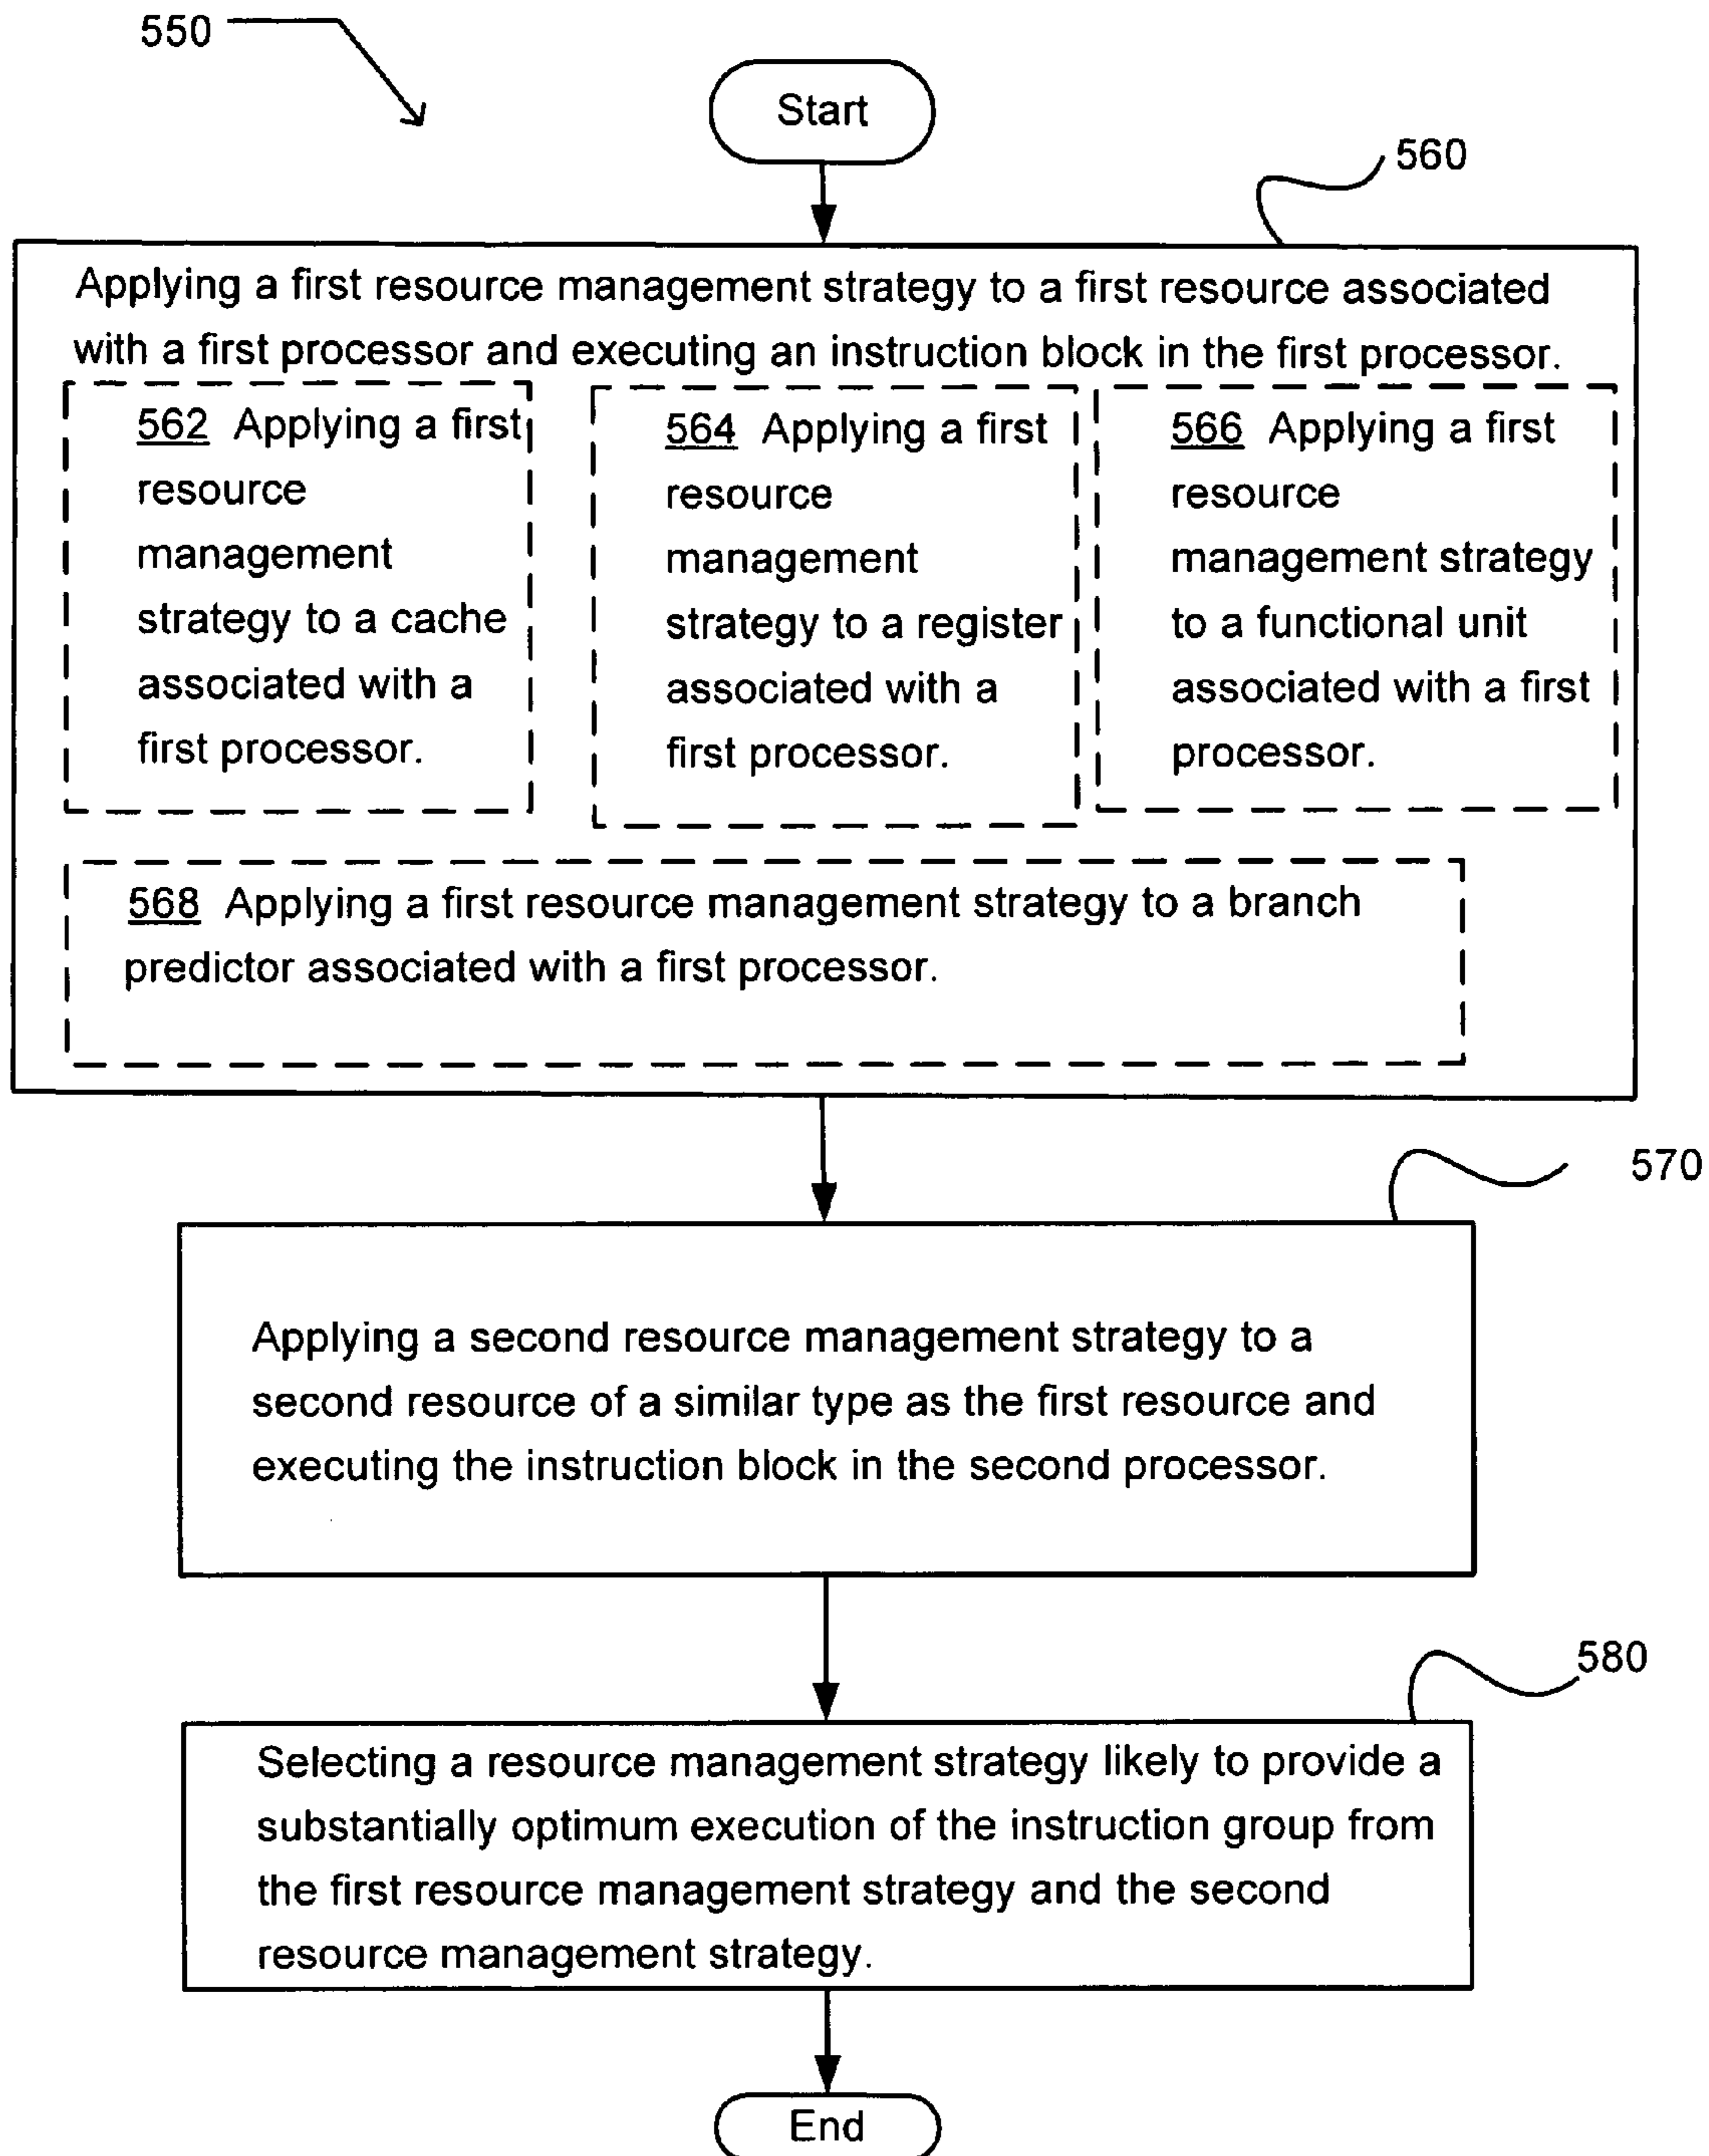 550
Start
560
Applying a first resource management strategy to a first resource associated
with a first processor and executing an instruction block in the first processor.
562 Applying a first
resource
management
strategy to a cache
associated with a
first processor.
564 Applying a first
resource
management
strategy to a register
associated with a
first processor.
566 Applying a first
resource
management strategy
to a functional unit
associated with a first
processor.
568 Applying a first resource management strategy to a branch
predictor associated with a first processor.
570
Applying a second resource management strategy to a
second resource of a similar type as the first resource and
executing the instruction block in the second processor.
580
Selecting a resource management strategy likely to provide a
substantially optimum execution of the instruction group from
the first resource management strategy and the second
resource management strategy.
End